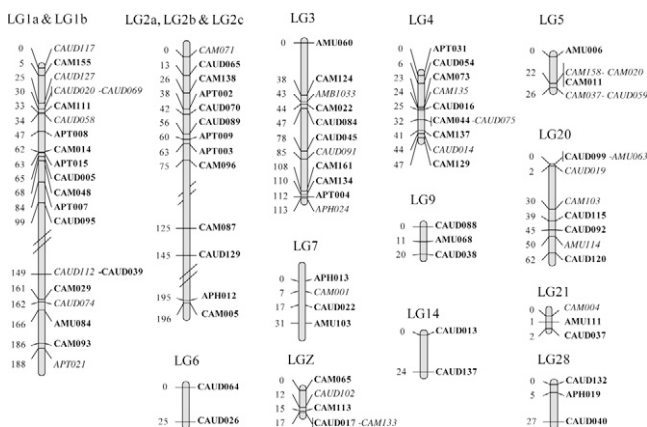 LG1a & LG1b
0 CAUD117
5 CAM155
25 CAUD127
30 CAUD020 -CAUD069
33 CAM111
34 CAUD058
47 APT008
62 CAM014
63 APT015
65 CAUD005
68 CAM048
84 APT007
99 CAUD095
149 CAUD112 -CAUD039
161 CAM029
162 CAUD074
166 AMU084
186 CAM093
188 APT021
LG2a, LG2b & LG2c
0 CAM071
13 CAUD065
26 CAM138
38 APT002
42 CAUD070
56 CAUD089
60 APT009
63 APT003
75 CAM096
125 CAM087
145 CAUD129
195 APH012
196 CAM005
LG6
0 CAUD064
25 CAUD026
LG3
0 AMU060
38 CAM124
43 AMB1033
44 CAM022
47 CAUD084
78 CAUD045
85 CAUD091
108 CAM161
110 CAM134
112 APT004
113 APH024
LG7
0 APH013
7 CAM001
17 CAUD022
31 AMU103
LGZ
0 CAM065
12 CAUD102
15 CAM113
17 CAUD017 -CAM133
LG4
0 APT031
6 CAUD054
23 CAM073
24 CAM135
25 CAUD016
32 CAM044 -CAUD075
41 CAM137
44 CAUD014
47 CAM129
LG9
0 CAUD088
11 AMU068
20 CAUD038
LG14
0 CAUD013
24 CAUD137
LG5
0 AMU006
22 CAM158- CAM020
CAM011
26 CAM037- CAUD059
LG20
0 CAUD099 -AMU063
2 CAUD019
30 CAM103
39 CAUD115
45 CAUD092
50 AMU114
62 CAUD120
LG21
0 CAM004
1 AMU111
2 CAUD037
LG28
0 CAUD132
5 APH019
27 CAUD040